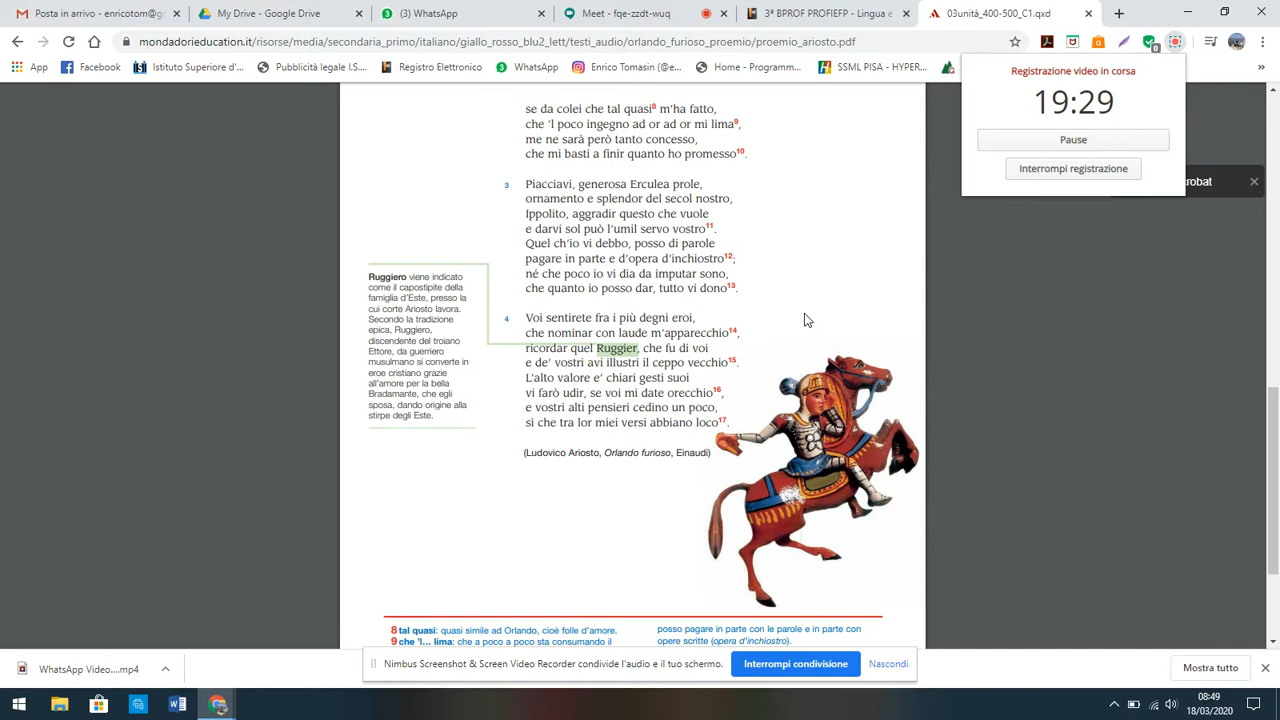 Posta in arrivo - enricotom@g
My Drive - Google Drive
(3) WhatsApp
Meet - fqe-zzdt-wuq
3ª BPROF PROFIEFP - Lingua e
03unità_400-500_C1.qxd
mondadorieducation.it/risorse/media/secondaria_primo/italiano/giallo_rosso_blu2_lett/testi_audio/orlando_furioso_proemio/proemio_ariosto.pdf
App
Facebook
Istituto Superiore d'...
Pubblicità legale I.S...
Registro Elettronico
WhatsApp
Enrico Tomasin (@e...
Home - Programm...
SSML PISA - HYPER...
Registrazione video in corsa
19:29
Pause
Interrompi registrazione
crobat
se da colei che tal quasi8 m'ha fatto,
che 'l poco ingegno ad or ad or mi lima9,
me ne sarà però tanto concesso,
che mi basti a finir quanto ho promesso10.
3 Piacciavi, generosa Erculea prole,
ornamento e splendor del secol nostro,
Ippolito, aggradir questo che vuole
e darvi sol può l'umil servo vostro11.
Quel ch'io vi debbo, posso di parole
pagare in parte e d'opera d'inchiostro12;
né che poco io vi dia da imputar sono,
che quanto io posso dar, tutto vi dono13.
Ruggiero viene indicato
come il capostipite della
famiglia d'Este, presso la
cui corte Ariosto lavora.
Secondo la tradizione
epica, Ruggiero,
discendente del troiano
Ettore, da guerriero
musulmano si converte in
eroe cristiano grazie
all'amore per la bella
Bradamante, che egli
sposa, dando origine alla
stirpe degli Este.
4 Voi sentirete fra i più degni eroi,
che nominar con laude m'apparecchio14,
ricordar quel Ruggier, che fu di voi
e de' vostri avi illustri il ceppo vecchio15.
L'alto valore e' chiari gesti suoi
vi farò udir, se voi mi date orecchio16,
e vostri alti pensieri cedino un poco,
sì che tra lor miei versi abbiano loco17.
(Ludovico Ariosto, Orlando furioso, Einaudi)
8 tal quasi: quasi simile ad Orlando, cioè folle d'amore.
9 che 'l... lima: che a poco a poco sta consumando il
posso pagare in parte con le parole e in parte con
opere scritte (opera d'inchiostro).
Nimbus Screenshot & Screen Video Recorder condivide l'audio e il tuo schermo.
Interrompi condivisione
Nascondi
WhatsApp Video....mp4
Mostra tutto
08:49
18/03/2020